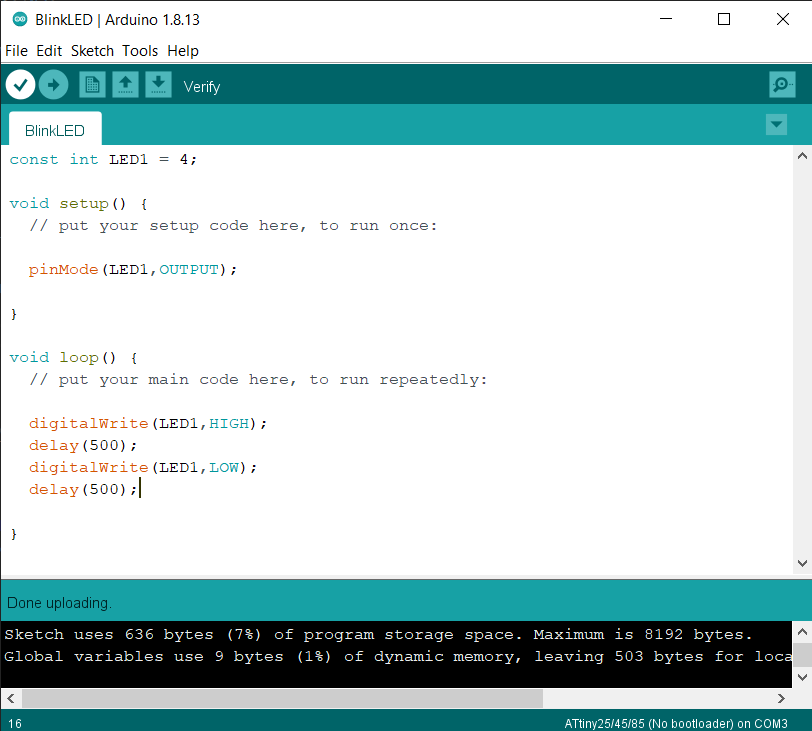 BlinkLED | Arduino 1.8.13
File Edit Sketch Tools Help
Verify
BlinkLED
const int LED1 = 4;
void setup() {
  // put your setup code here, to run once:
  pinMode(LED1,OUTPUT);
}
void loop() {
  // put your main code here, to run repeatedly:
  digitalWrite(LED1,HIGH);
  delay(500);
  digitalWrite(LED1,LOW);
  delay(500);
}
Done uploading.
Sketch uses 636 bytes (7%) of program storage space. Maximum is 8192 bytes.
Global variables use 9 bytes (1%) of dynamic memory, leaving 503 bytes for loca
16
ATtiny25/45/85 (No bootloader) on COM3